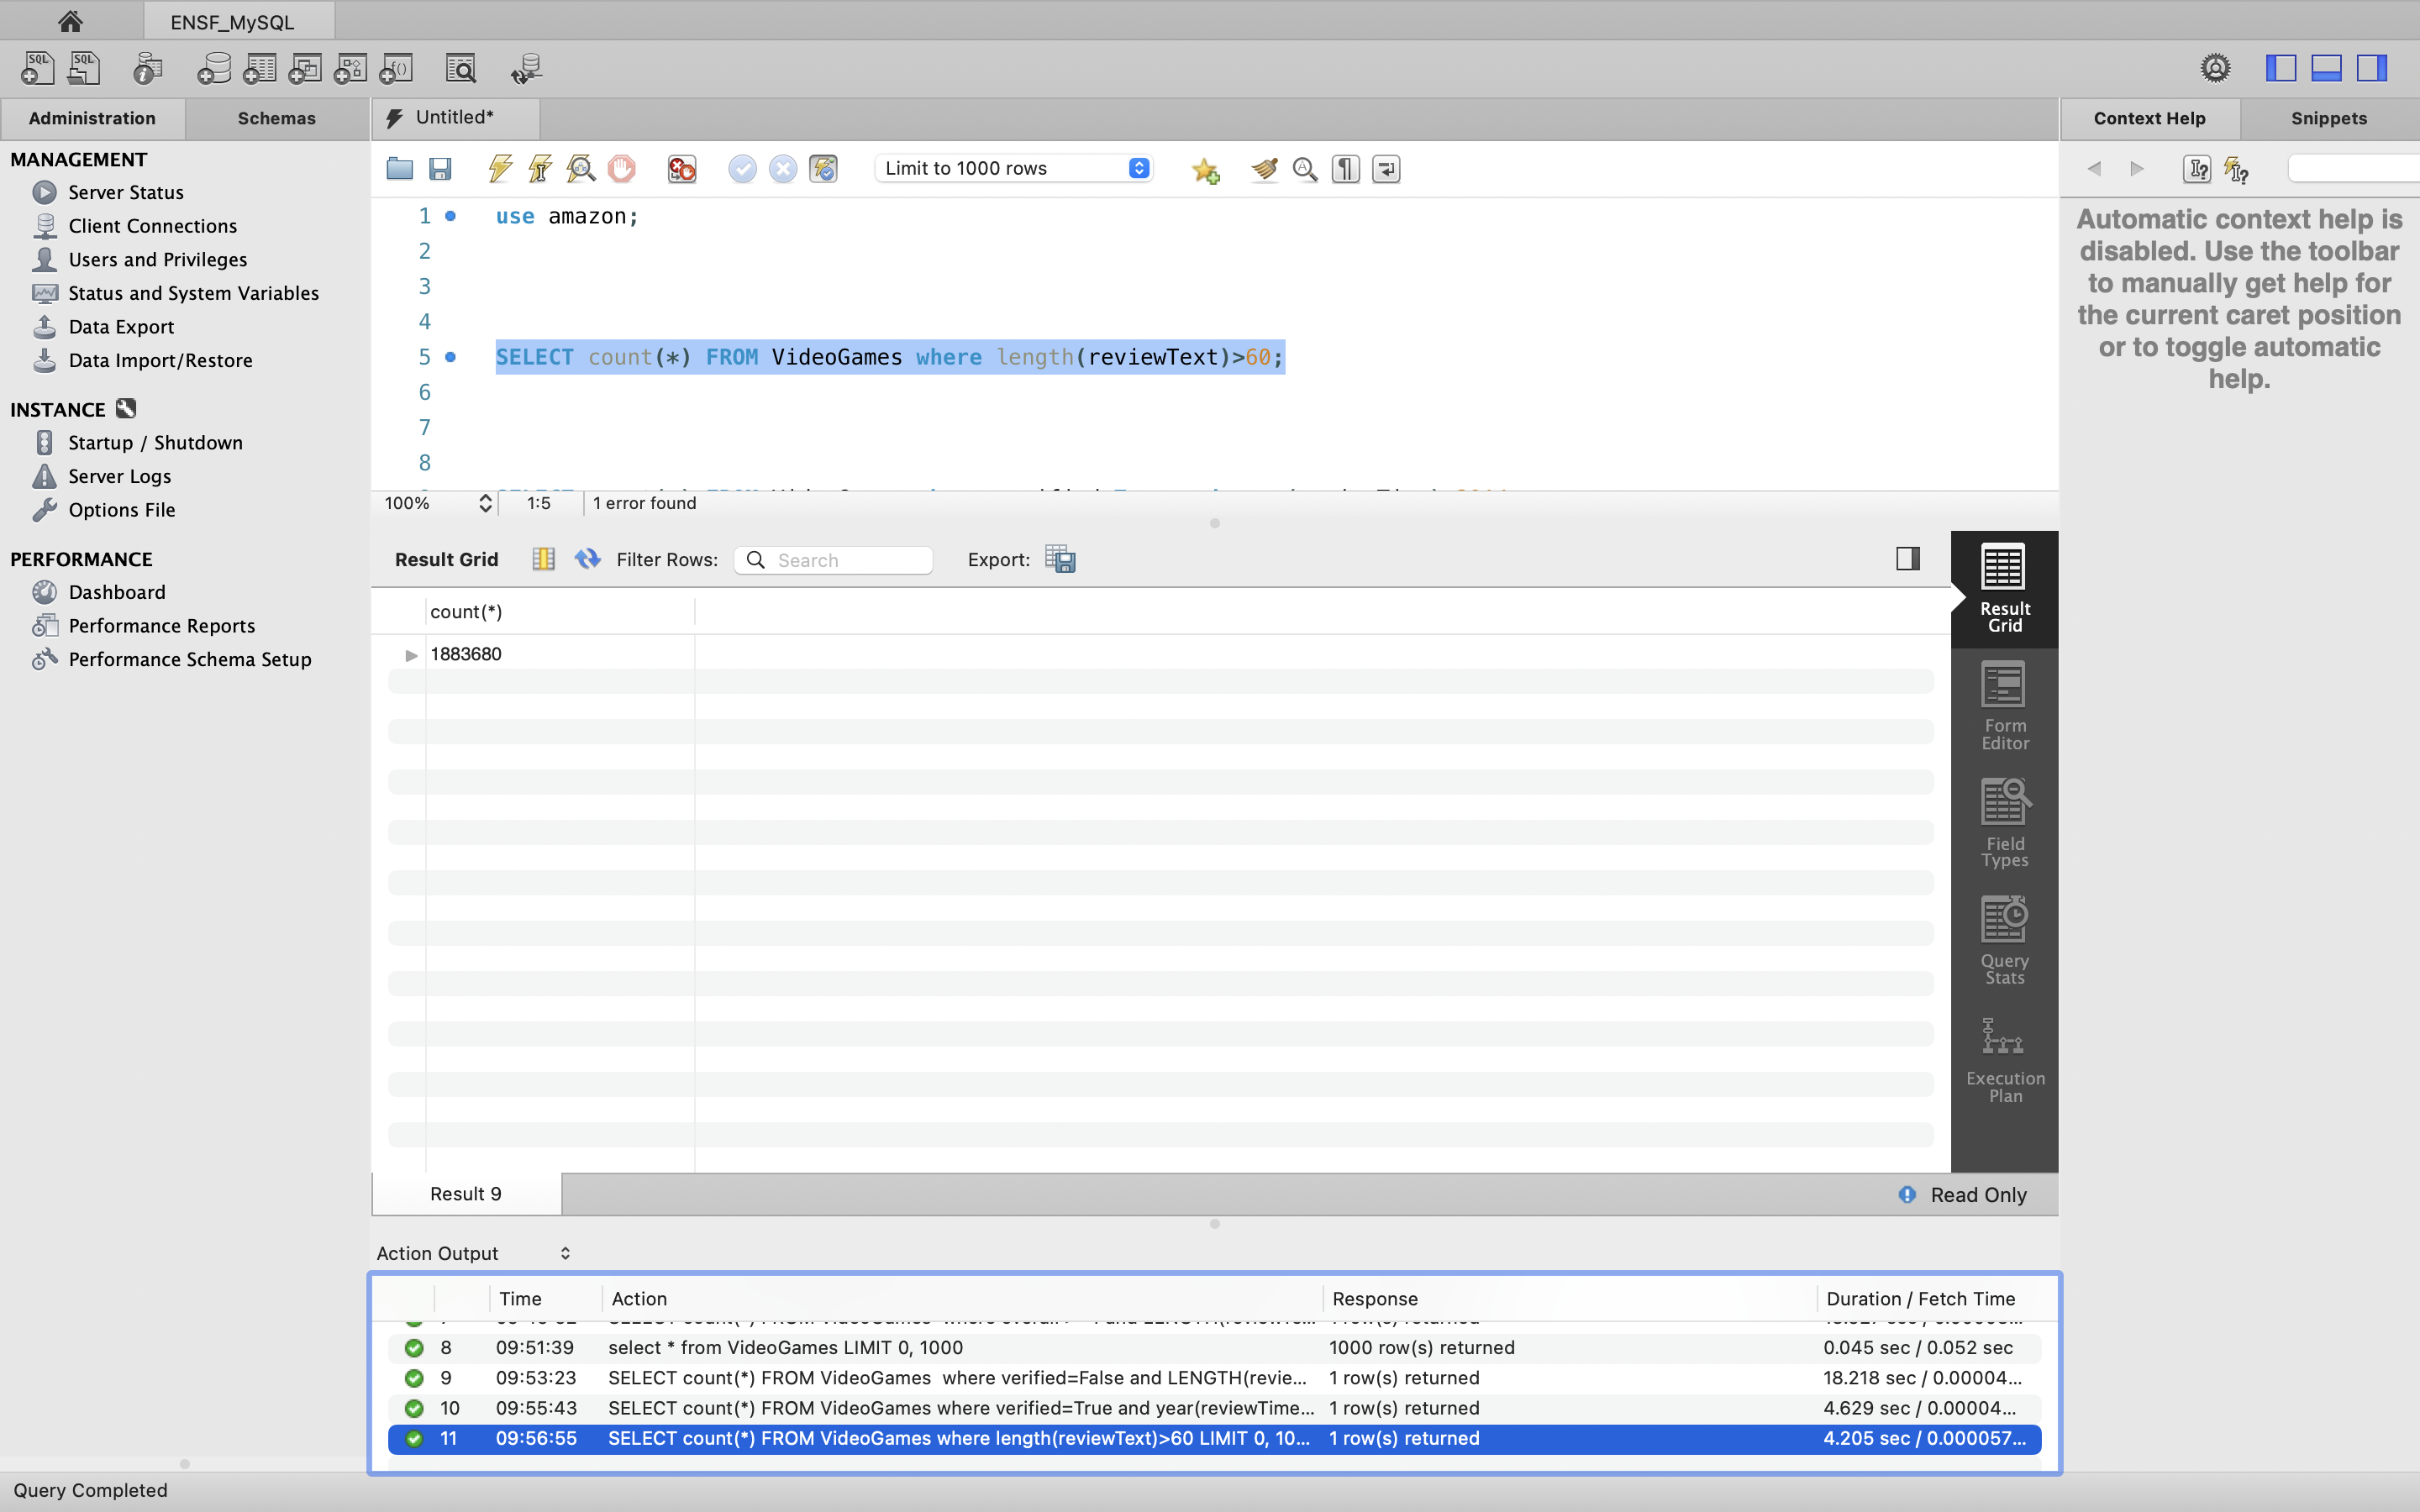 ENSF_MySQL
SQL SQL
Administration
Schemas
Untitled*
Context Help
Snippets
MANAGEMENT
Server Status
Client Connections
Users and Privileges
Status and System Variables
Data Export
Data Import/Restore
INSTANCE
Startup / Shutdown
Server Logs
Options File
PERFORMANCE
Dashboard
Performance Reports
Performance Schema Setup
Limit to 1000 rows
1 use amazon;
2
3
4
5 SELECT count(*) FROM VideoGames where length(reviewText)>60;
6
7
8
100% 1:5 1 error found
Automatic context help is
disabled. Use the toolbar
to manually get help for
the current caret position
or to toggle automatic
help.
Result Grid Filter Rows: Search Export:
count(*)
1883680
Result
Grid
Form
Editor
Field
Types
Query
Stats
Execution
Plan
Result 9
Read Only
Action Output
Time Action Response Duration / Fetch Time
8 09:51:39 select * from VideoGames LIMIT 0, 1000 1000 row(s) returned 0.045 sec / 0.052 sec
9 09:53:23 SELECT count(*) FROM VideoGames where verified=False and LENGTH(revie... 1 row(s) returned 18.218 sec / 0.00004...
10 09:55:43 SELECT count(*) FROM VideoGames where verified=True and year(reviewTime... 1 row(s) returned 4.629 sec / 0.00004...
11 09:56:55 SELECT count(*) FROM VideoGames where length(reviewText)>60 LIMIT 0, 10... 1 row(s) returned 4.205 sec / 0.000057...
Query Completed